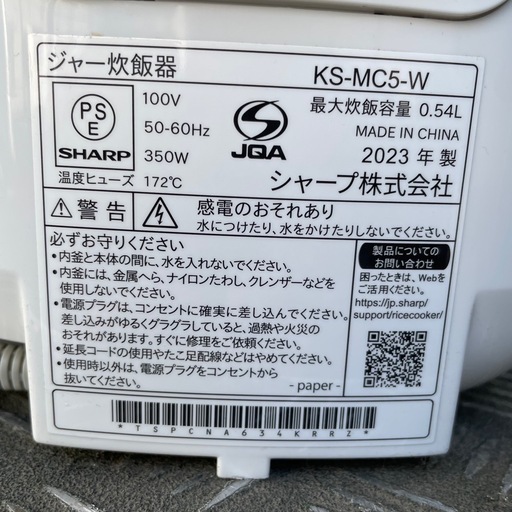 ジャー炊飯器 KS-MC5-W
PS
E
SHARP
100V
50-60Hz
350W
温度ヒューズ 172℃
JQA
最大炊飯容量 0.54L
MADE IN CHINA
2023 年 製
シャープ株式会社
警告
感電のおそれあり
水につけたり、水をかけたりしないでください。
必ずお守りください
・内釜と本体の間に、水を入れないでください。
・内釜には、金属へら、ナイロンたわし、クレンザーなどを
使用しないでください。
・電源プラグは、コンセントに確実に差し込んでください。
差し込みがゆるくグラグラしていると、過熱や火災の
おそれがあります。すぐに修理をご依頼ください。
・延長コードの使用やたこ足配線などはやめてください。
・使用時以外は、電源プラグをコンセントから
抜いてください。
製品についての
お問い合わせ
困ったときは、Webを
ご活用ください。
https://jp.sharp/
support/ricecooker/
- paper -
*TSPCNA634KRRZ*